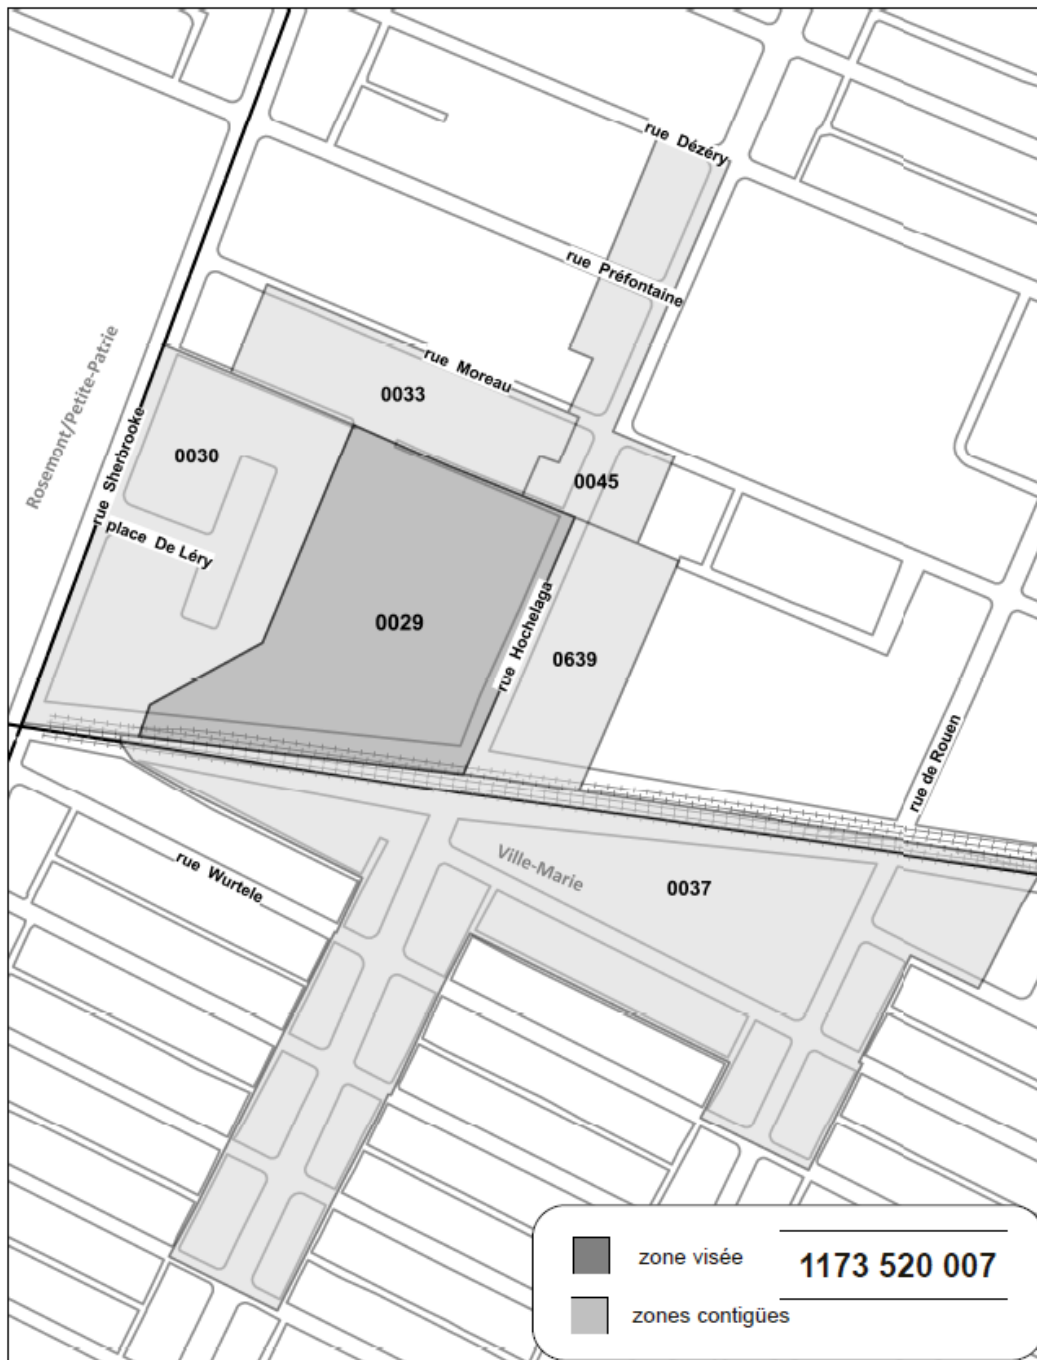 rue Dézéry
rue Préfontaine
rue Moreau
0033
Rosemont/Petite-Patrie
rue Sherbrooke
0030
0045
place De Léry
0029
rue Hochelaga
0639
rue de Rouen
rue Wurtele
Ville-Marie
0037
zone visée
1173 520 007
zones contigües